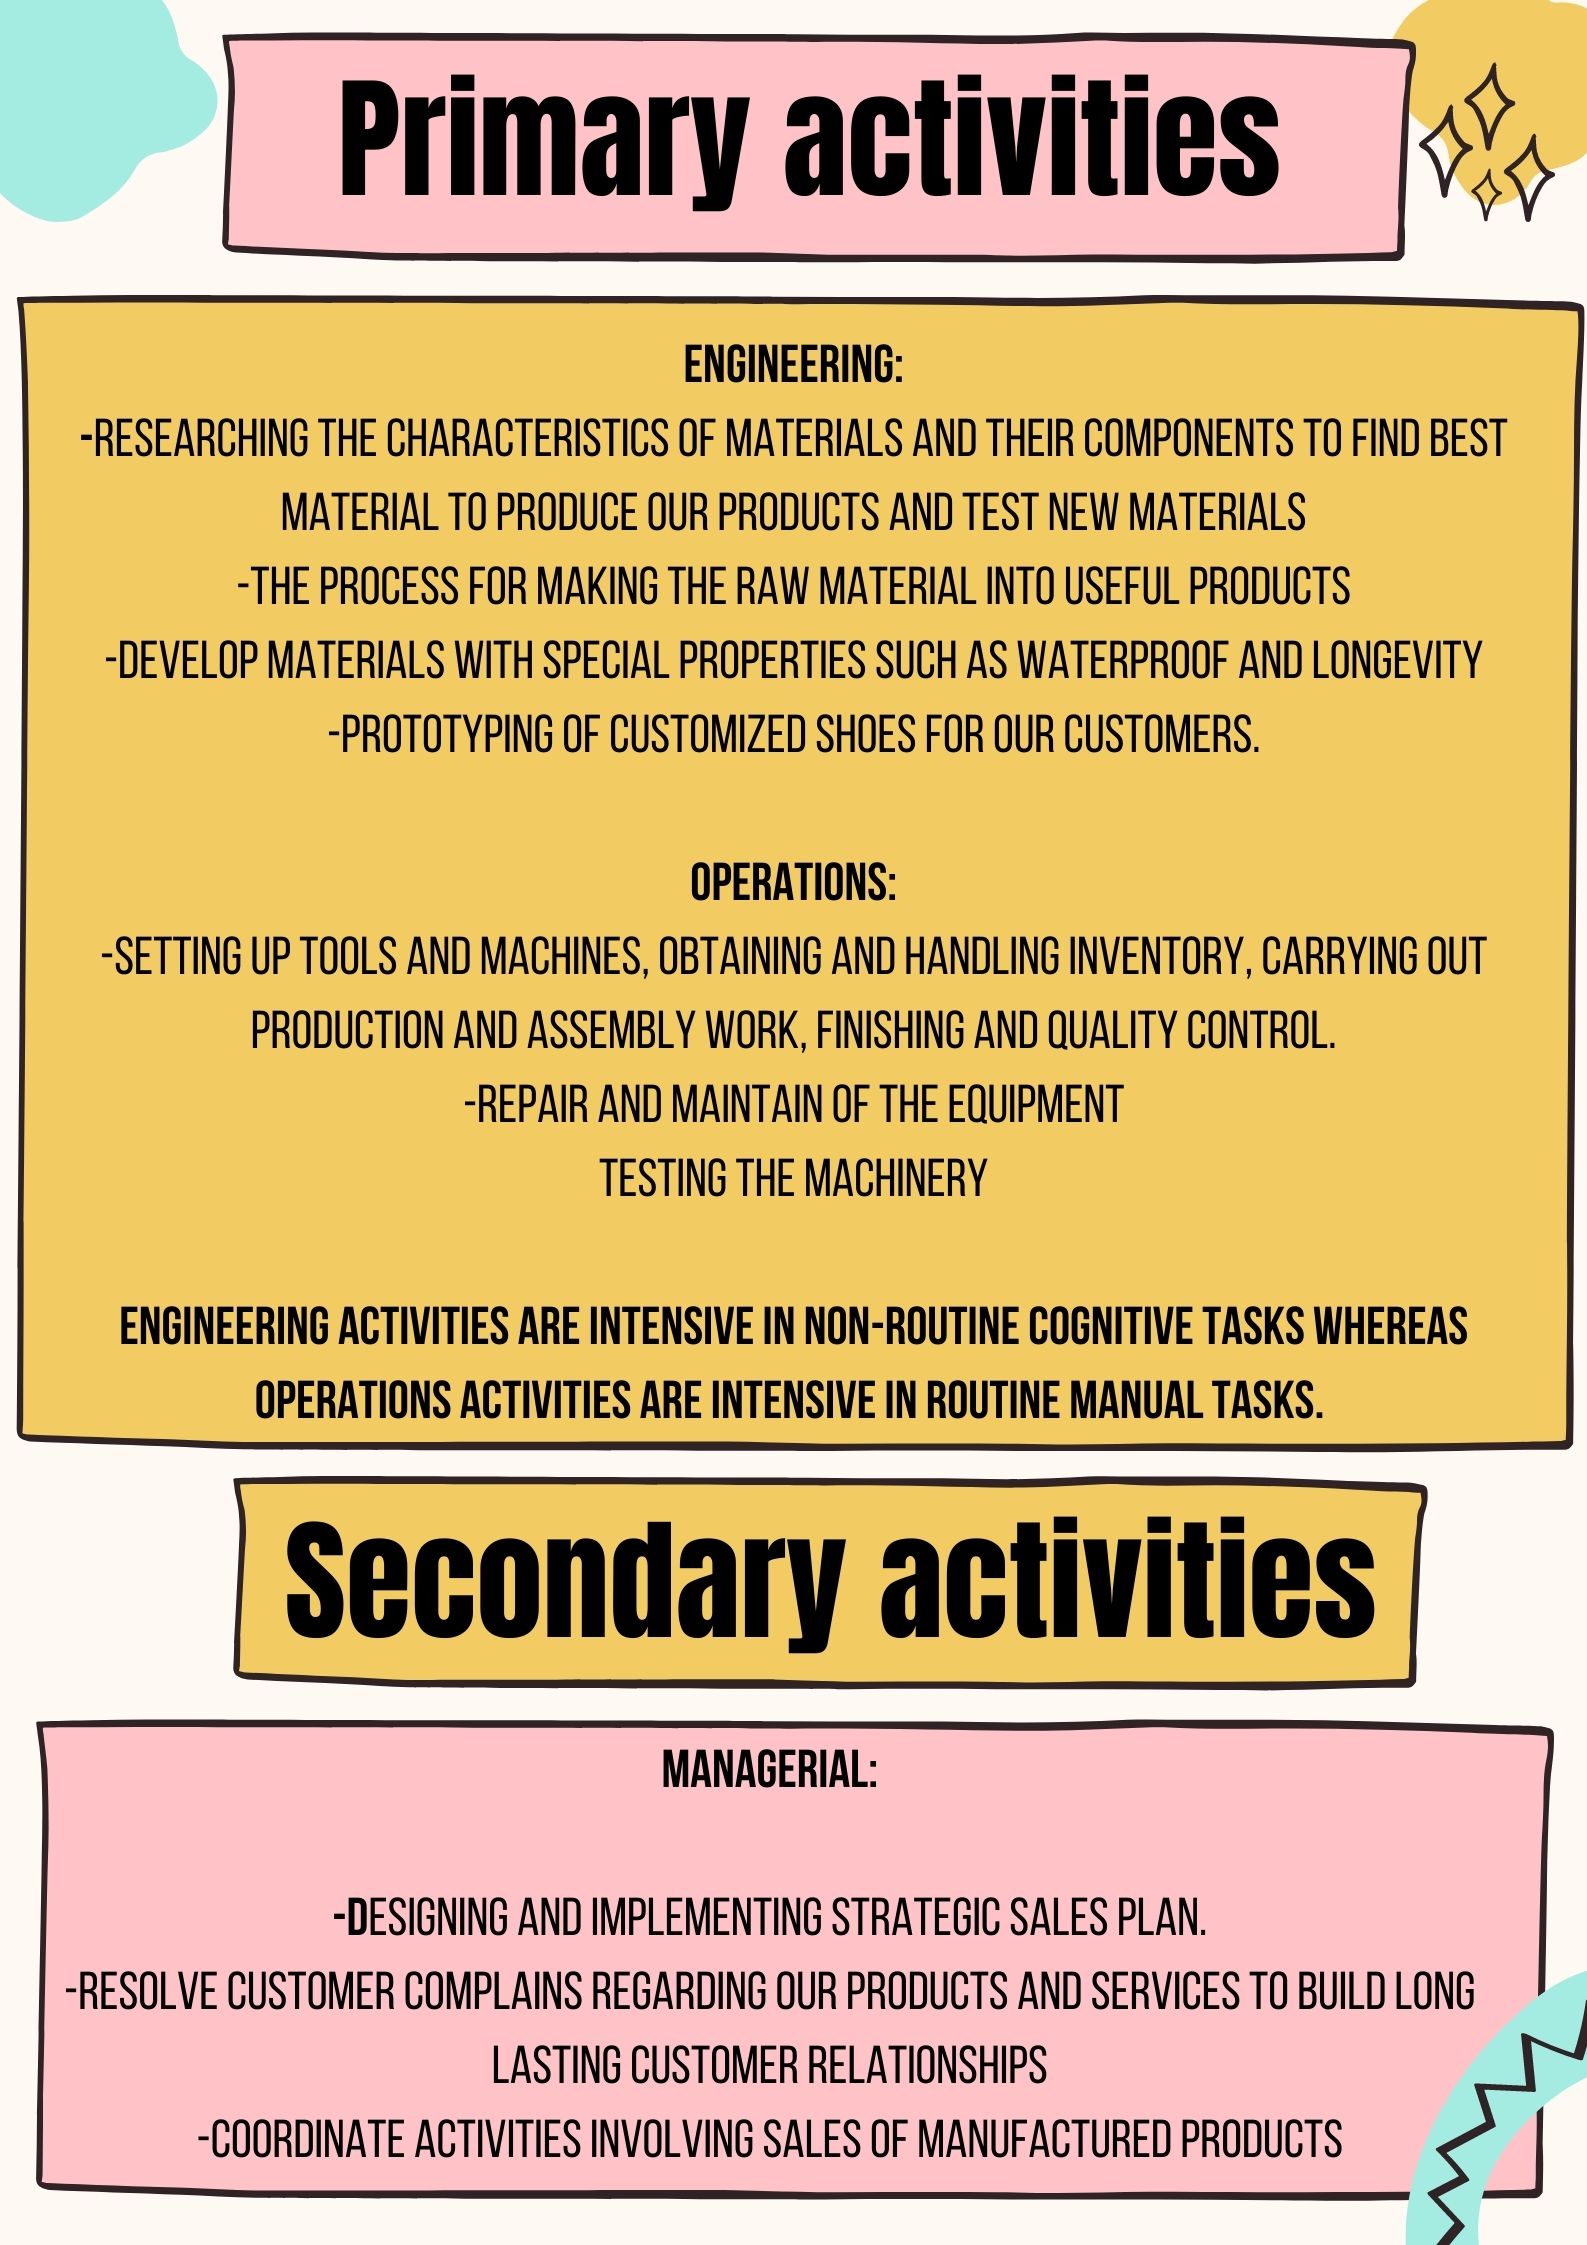 Primary activities
ENGINEERING:
-RESEARCHING THE CHARACTERISTICS OF MATERIALS AND THEIR COMPONENTS TO FIND BEST
MATERIAL TO PRODUCE OUR PRODUCTS AND TEST NEW MATERIALS
-THE PROCESS FOR MAKING THE RAW MATERIAL INTO USEFUL PRODUCTS
-DEVELOP MATERIALS WITH SPECIAL PROPERTIES SUCH AS WATERPROOF AND LONGEVITY
-PROTOTYPING OF CUSTOMIZED SHOES FOR OUR CUSTOMERS.
OPERATIONS:
-SETTING UP TOOLS AND MACHINES, OBTAINING AND HANDLING INVENTORY, CARRYING OUT
PRODUCTION AND ASSEMBLY WORK, FINISHING AND QUALITY CONTROL.
-REPAIR AND MAINTAIN OF THE EQUIPMENT
TESTING THE MACHINERY
ENGINEERING ACTIVITIES ARE INTENSIVE IN NON-ROUTINE COGNITIVE TASKS WHEREAS
OPERATIONS ACTIVITIES ARE INTENSIVE IN ROUTINE MANUAL TASKS.
Secondary activities
MANAGERIAL:
-DESIGNING AND IMPLEMENTING STRATEGIC SALES PLAN.
-RESOLVE CUSTOMER COMPLAINS REGARDING OUR PRODUCTS AND SERVICES TO BUILD LONG
LASTING CUSTOMER RELATIONSHIPS
-COORDINATE ACTIVITIES INVOLVING SALES OF MANUFACTURED PRODUCTS